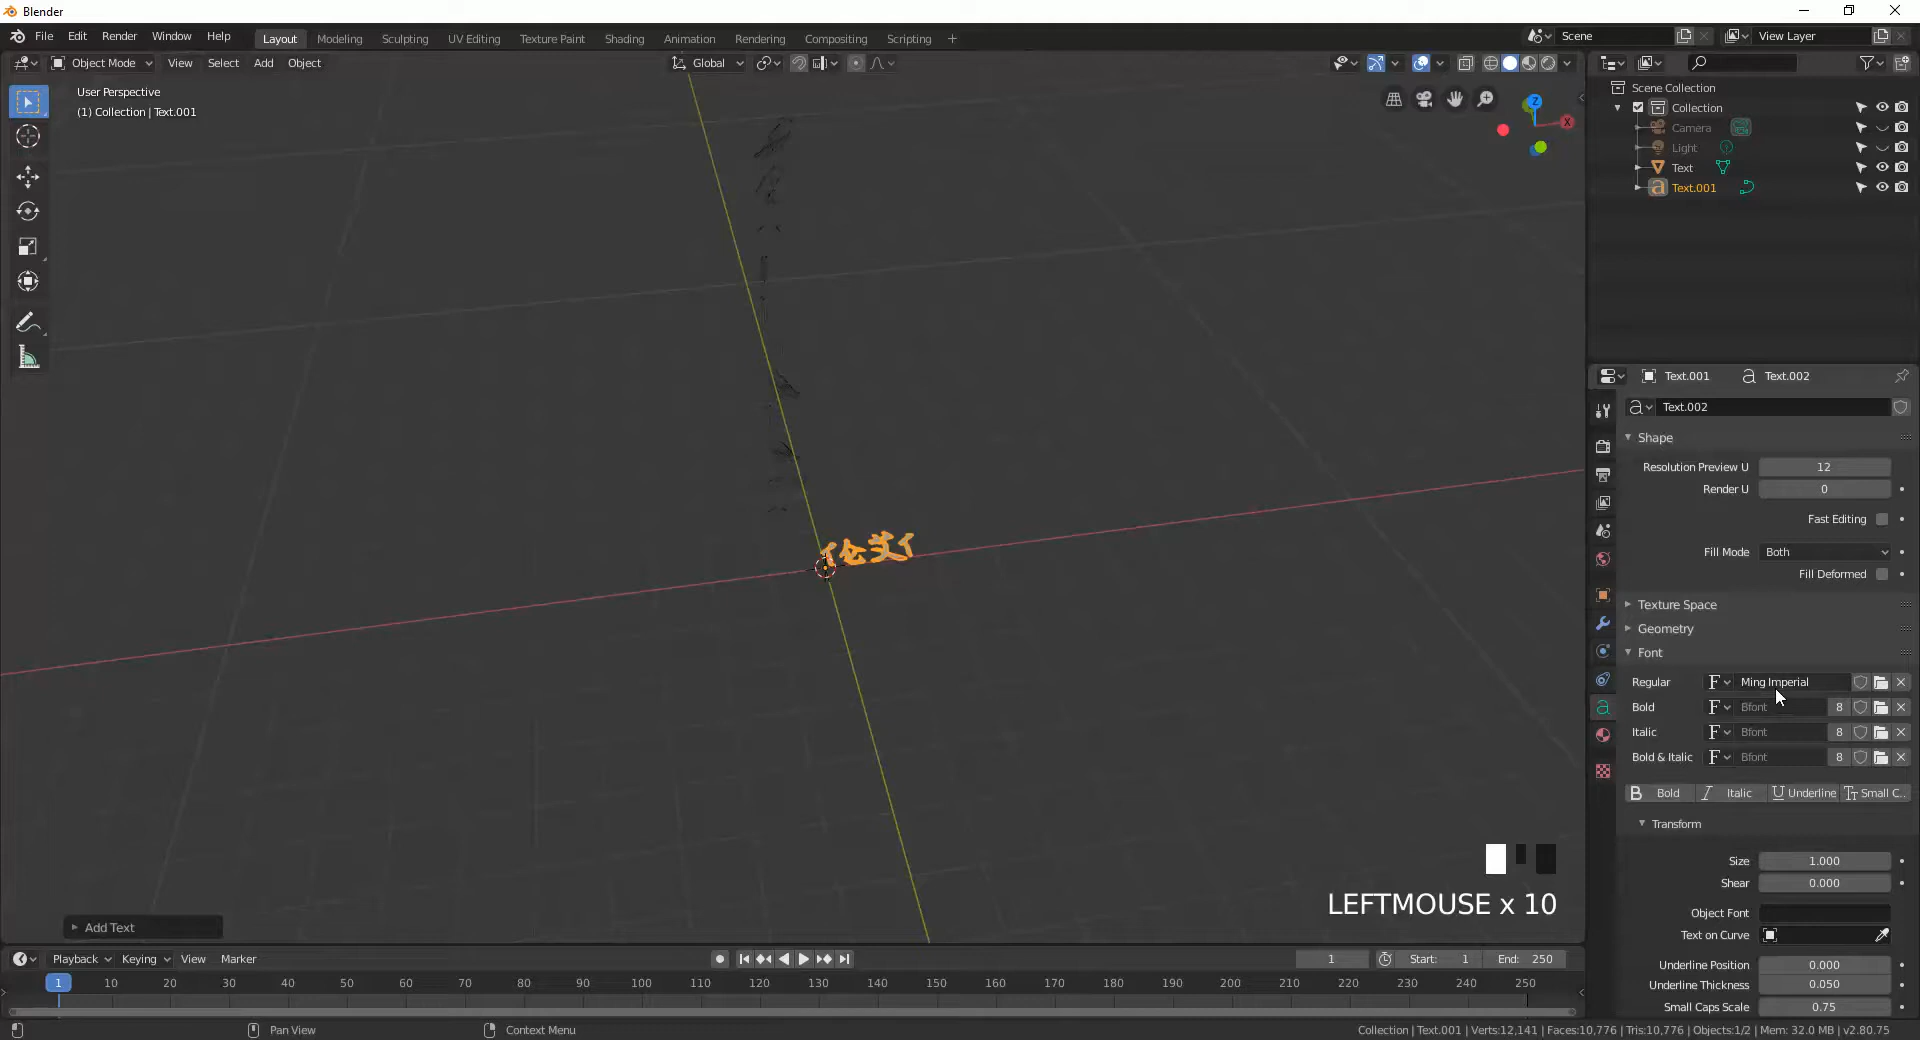 Blender
File Edit Render Window Help Layout Modeling Sculpting UV Editing Texture Paint Shading Animation Rendering Compositing Scripting + Scene View Layer
Object Mode View Select Add Object Global
User Perspective
(1) Collection | Text.001
Z
X
Scene Collection
Collection
Camera
Light
Text
Text.001
Text.001 Text.002
Text.002
Shape
Resolution Preview U 12
Render U 0
Fast Editing
Fill Mode Both
Fill Deformed
Texture Space
Geometry
Font
Regular Ming Imperial
Bold Bfont 8
Italic Bfont 8
Bold & Italic Bfont 8
B Bold I Italic U Underline Tт Small C..
Transform
Size 1.000
Shear 0.000
Object Font
Text on Curve
Underline Position 0.000
Underline Thickness 0.050
Small Caps Scale 0.75
LEFTMOUSE x 10
Add Text
Playback Keying View Marker 1 Start: 1 End: 250
1 10 20 30 40 50 60 70 80 90 100 110 120 130 140 150 160 170 180 190 200 210 220 230 240 250
Pan View Context Menu Collection | Text.001 | Verts:12,141 | Faces:10,776 | Tris:10,776 | Objects:1/2 | Mem: 32.0 MB | v2.80.75